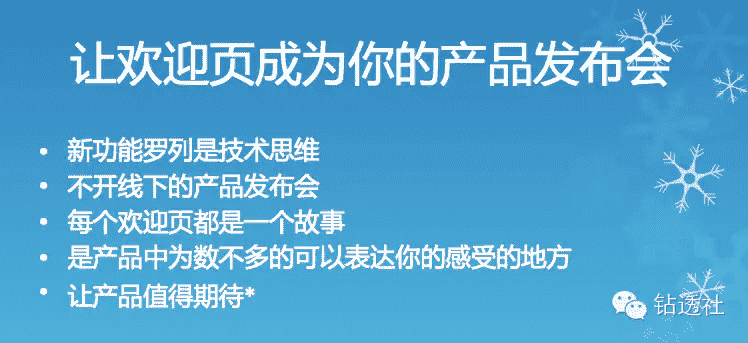 让欢迎页成为你的产品发布会
• 新功能罗列是技术思维
• 不开线下的产品发布会
• 每个欢迎页都是一个故事
• 是产品中为数不多的可以表达你的感受的地方
• 让产品值得期待*
钻透社